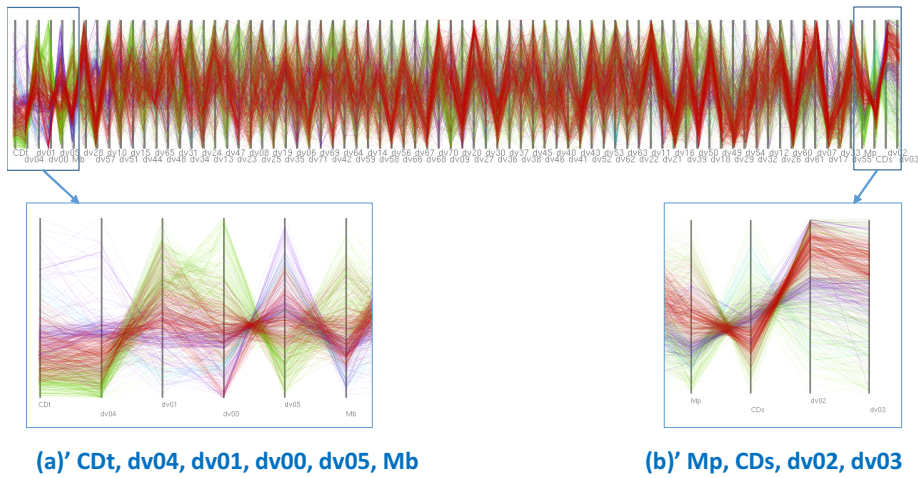 CDt dv01 dv05 dv28 dv10 dv15 dv65 dv31 dv24 dv47 dv08 dv19 dv06 dv69 dv64 dv14 dv56 dv67 dv70 dv20 dv30 dv37 dv45 dv40 dv43 dv53 dv63 dv11 dv16 dv50 dv49 dv54 dv12 dv60 dv07 dv33 Mp dv02
dv04 dv00 Mb dv57 dv51 dv44 dv48 dv34 dv13 dv23 dv25 dv35 dv71 dv42 dv59 dv58 dv66 dv68 dv09 dv27 dv36 dv38 dv46 dv41 dv52 dv62 dv22 dv21 dv39 dv18 dv29 dv32 dv26 dv61 dv17 dv55 CDs dv03
CDt dv01 dv05
dv04 dv00 Mb
Mp dv02
CDs dv03
(a)’ CDt, dv04, dv01, dv00, dv05, Mb
(b)’ Mp, CDs, dv02, dv03